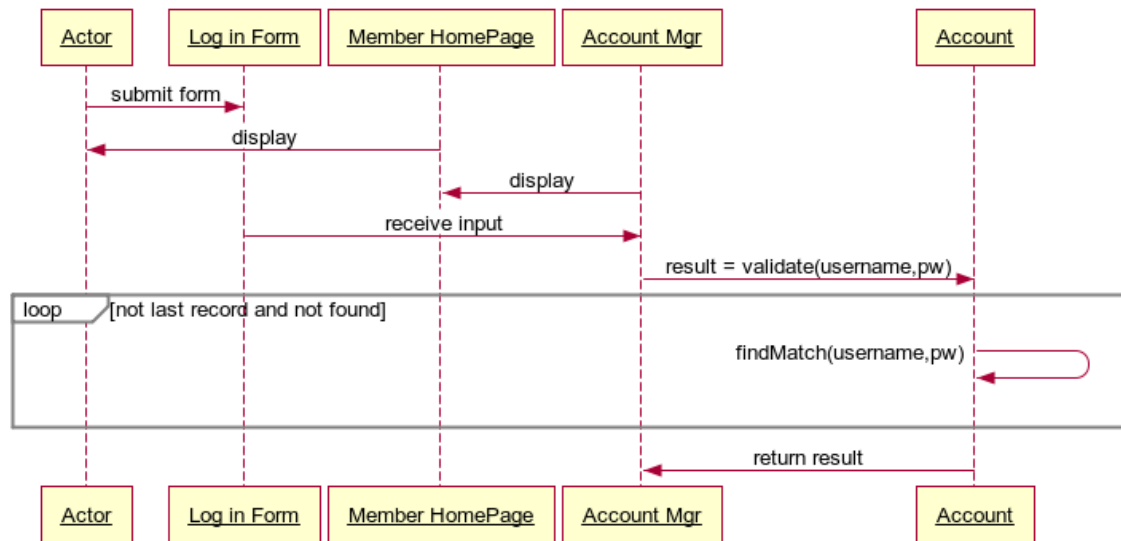 Actor
Log in Form
Member HomePage
Account Mgr
Account
submit form
display
display
receive input
result = validate(username,pw)
loop
[not last record and not found]
findMatch(username,pw)
return result
Actor
Log in Form
Member HomePage
Account Mgr
Account